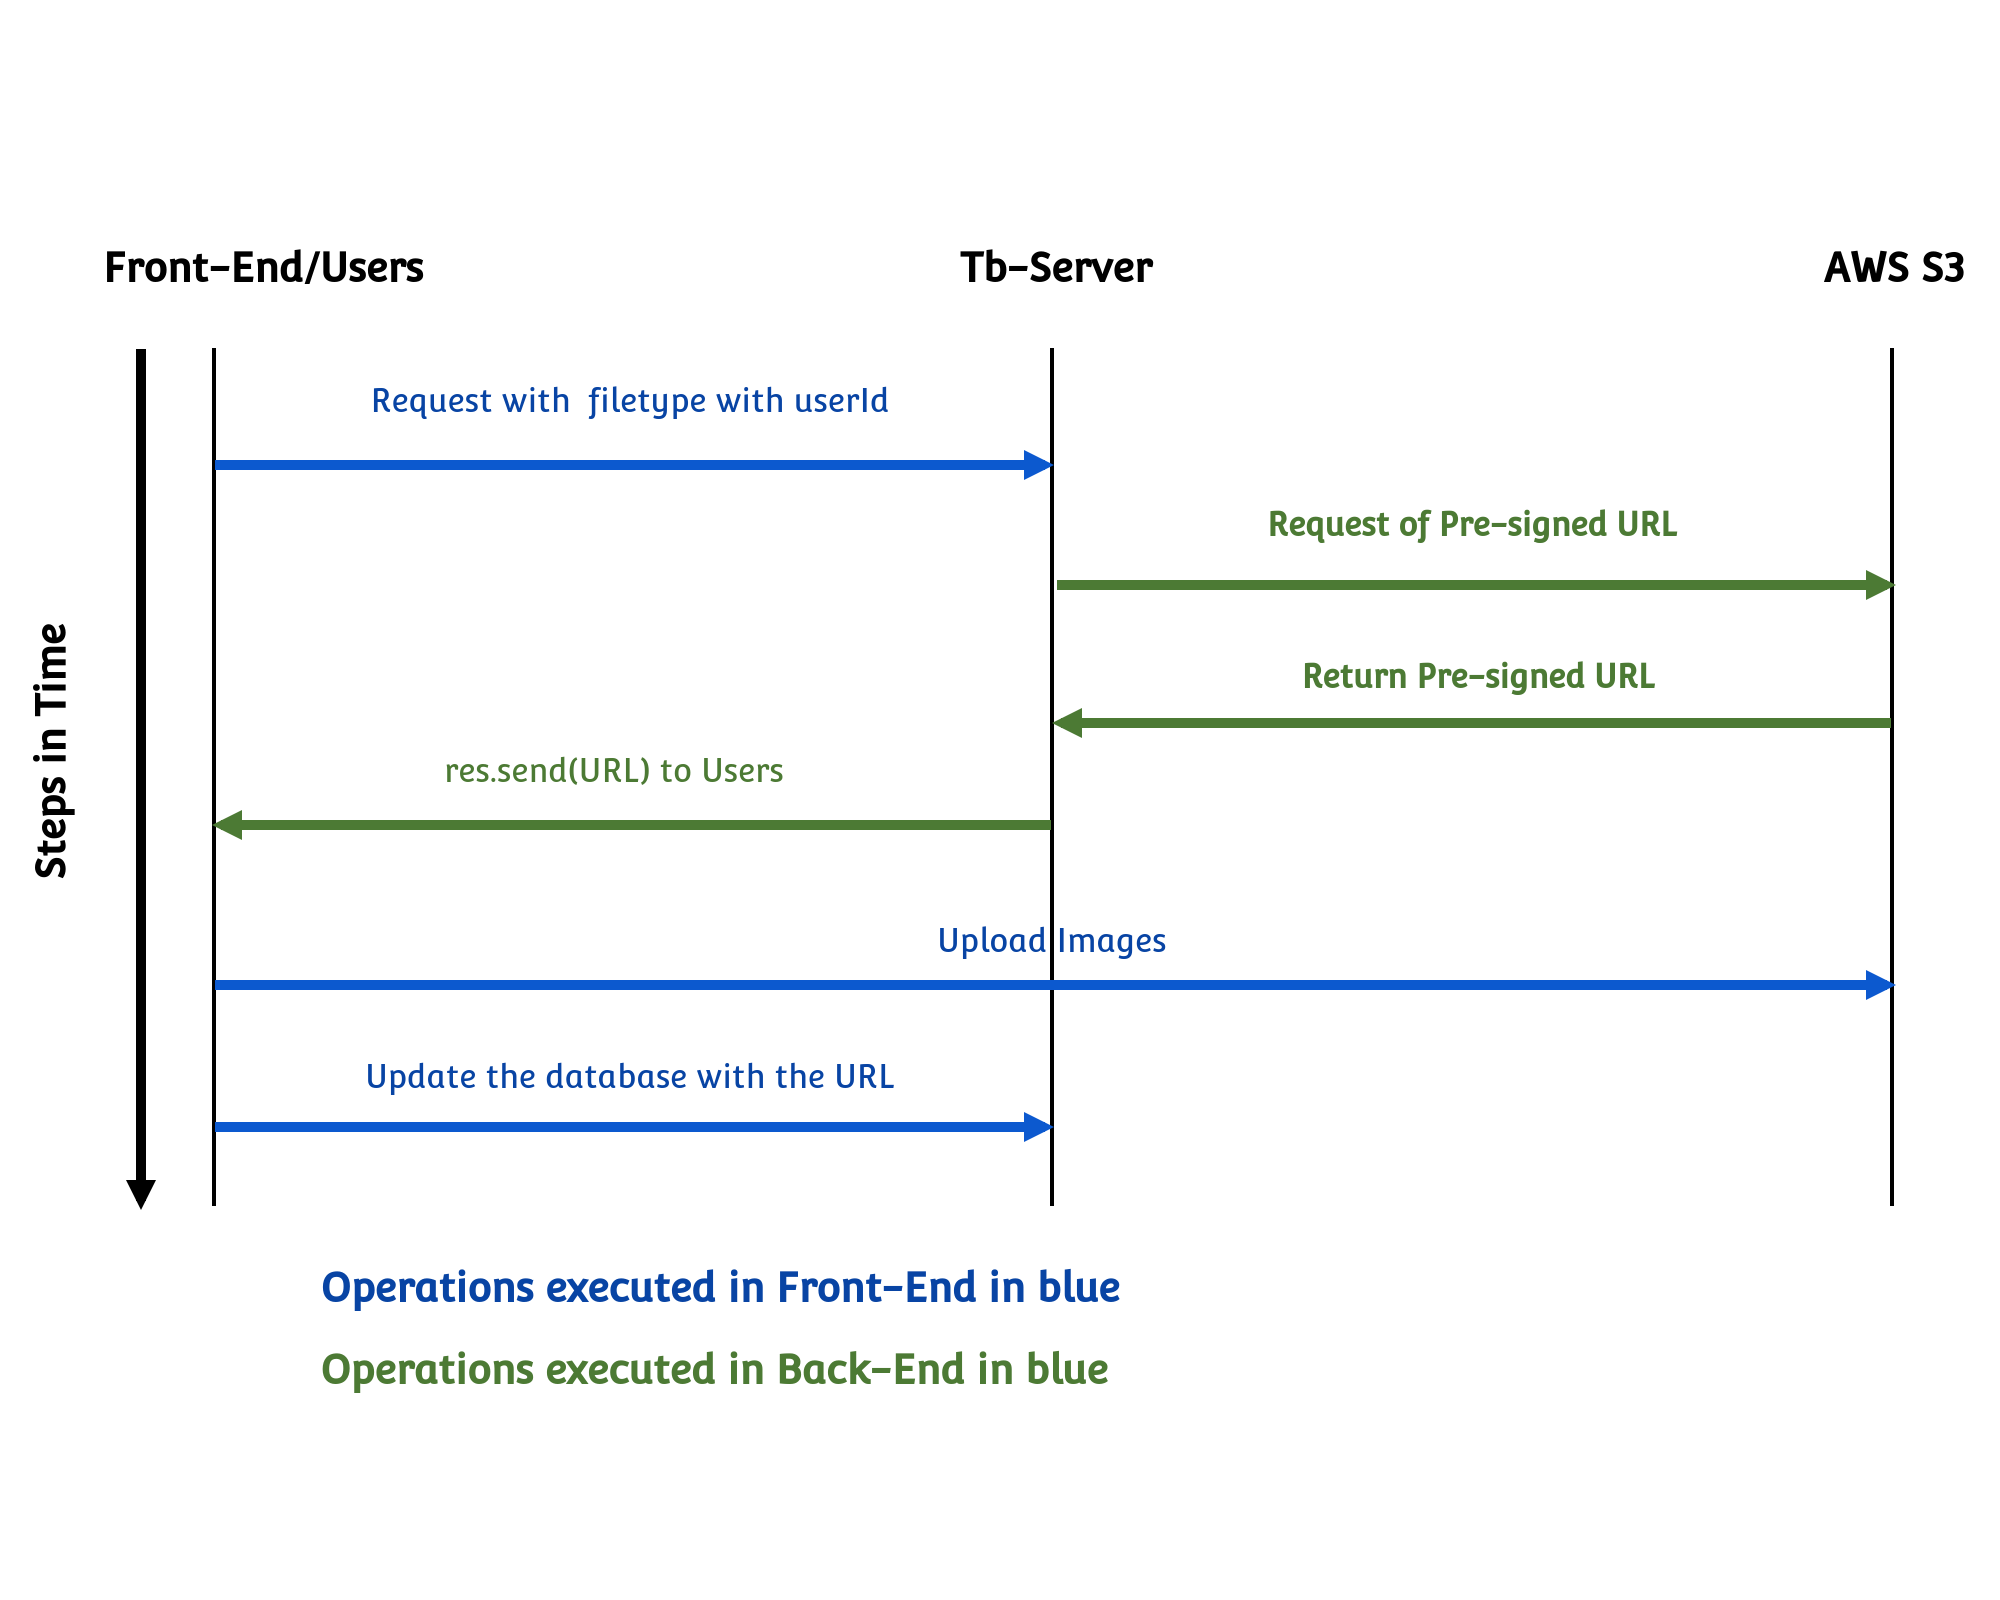 Front-End/Users
Tb-Server
AWS S3
Request with  filetype with userId
Request of Pre-signed URL
Return Pre-signed URL
Steps in Time
res.send(URL) to Users
Upload Images
Update the database with the URL
Operations executed in Front-End in blue
Operations executed in Back-End in blue